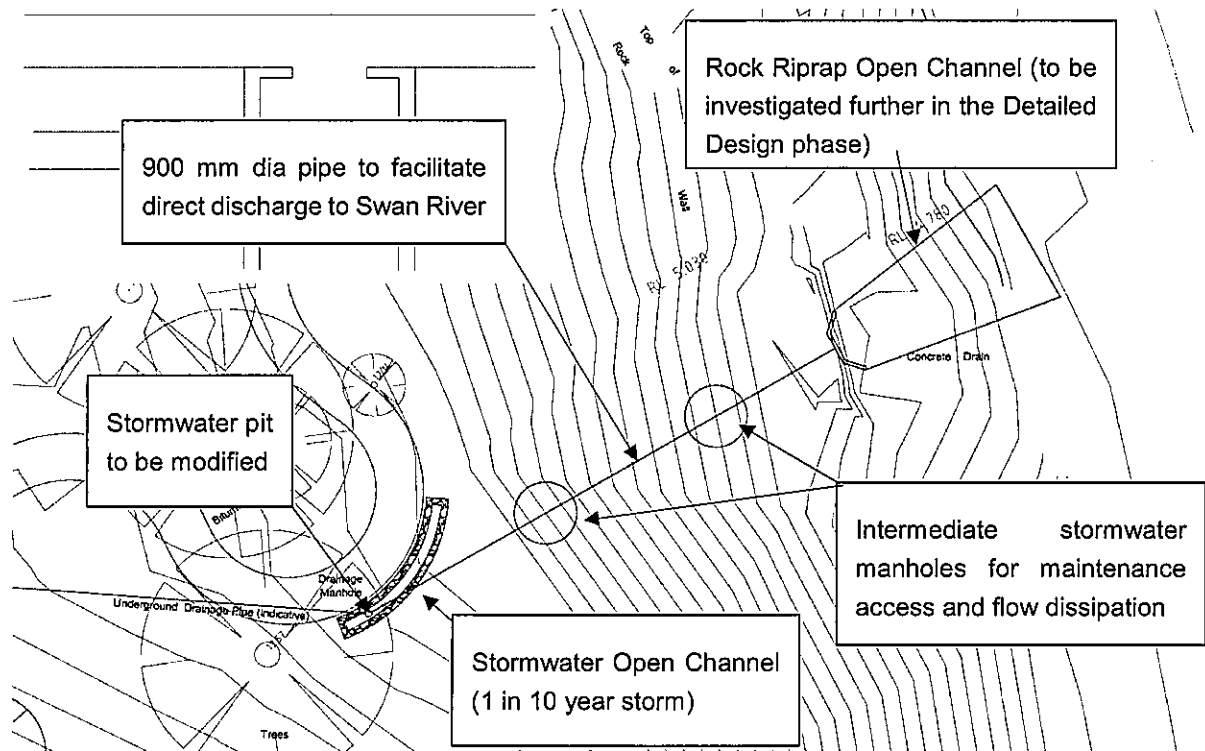 Top
of
Rock
Wall
Rock Riprap Open Channel (to be
investigated further in the Detailed
Design phase)
900 mm dia pipe to facilitate
direct discharge to Swan River
RL 5.030
Concrete Drain
Stormwater pit
to be modified
Drainage
Manhole
Underground Drainage Pipe (Indicative)
Intermediate stormwater
manholes for maintenance
access and flow dissipation
Stormwater Open Channel
(1 in 10 year storm)
Trees